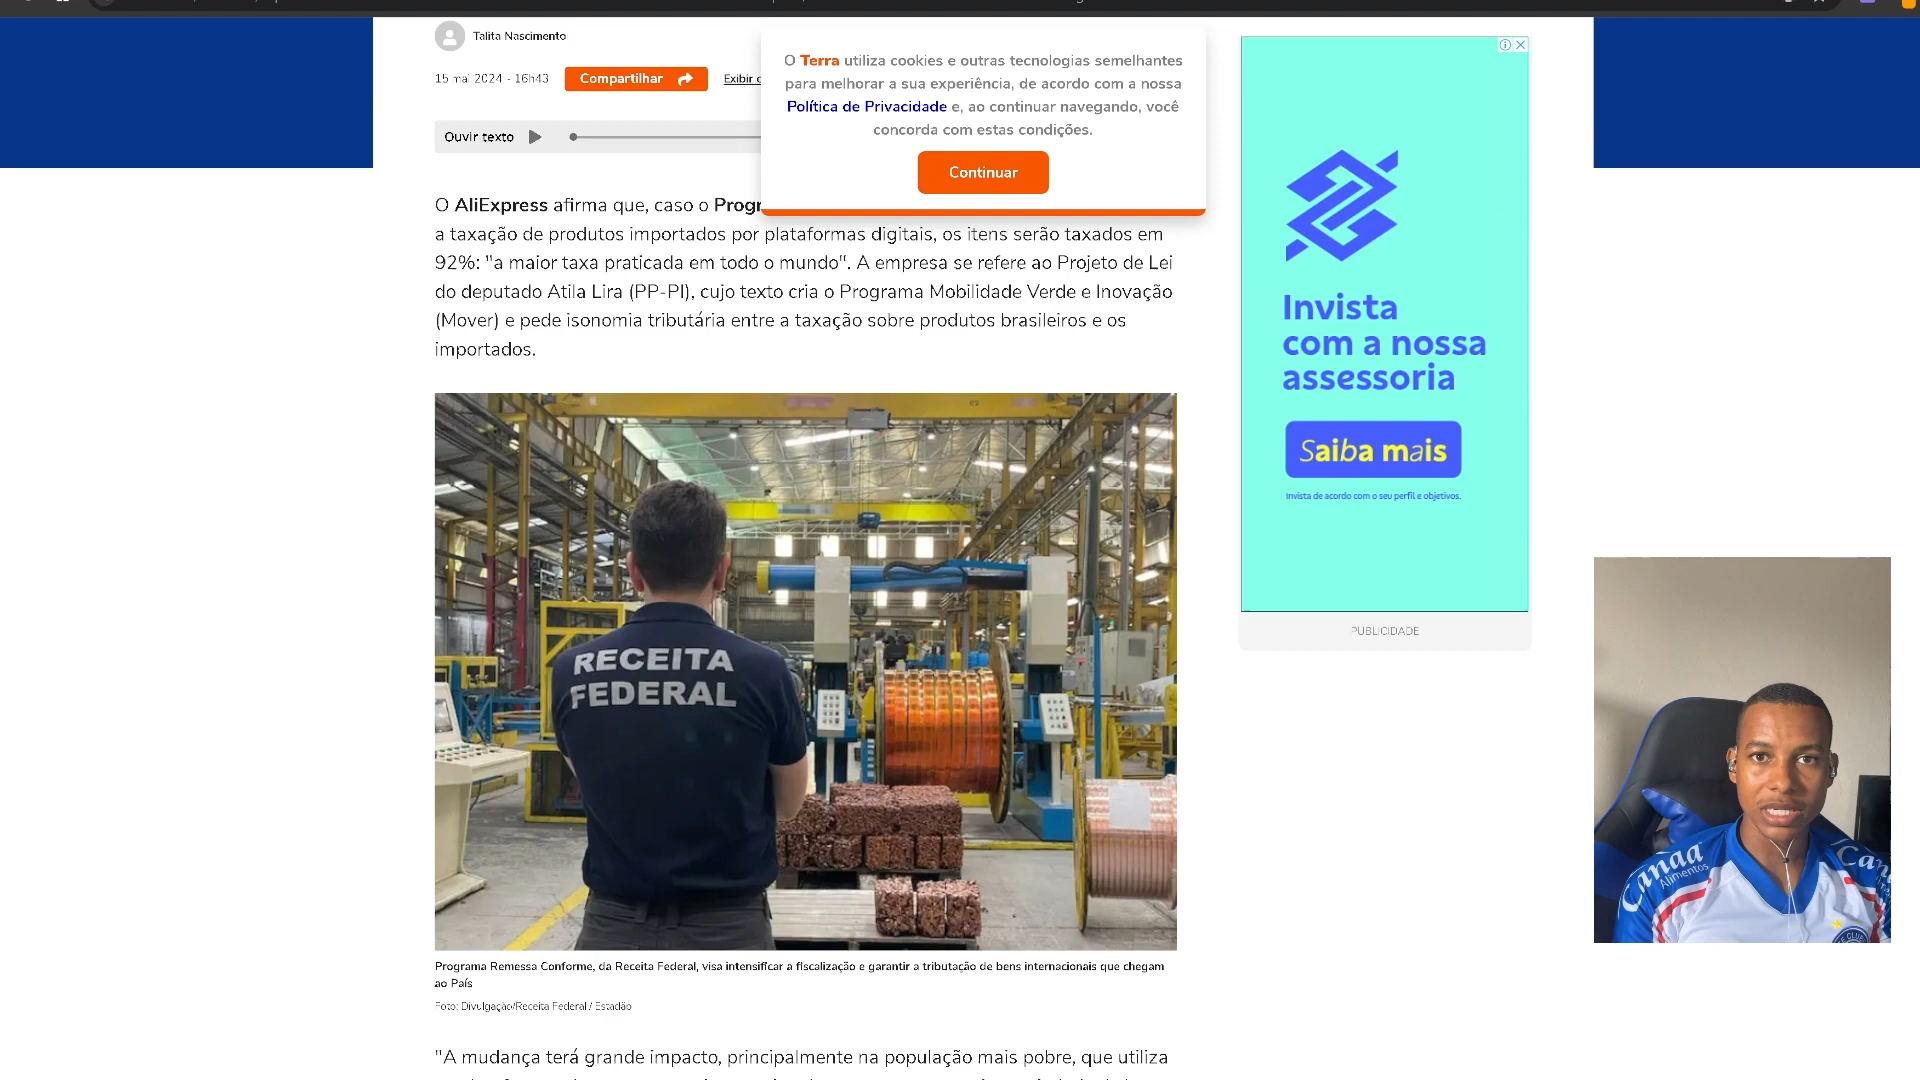 Talita Nascimento
15 mai 2024 - 16h43
Compartilhar
Exibir
Ouvir texto
O Terra utiliza cookies e outras tecnologias semelhantes
para melhorar a sua experiência, de acordo com a nossa
Política de Privacidade e, ao continuar navegando, você
concorda com estas condições.
Continuar
O AliExpress afirma que, caso o Progr
a taxação de produtos importados por plataformas digitais, os itens serão taxados em
92%: "a maior taxa praticada em todo o mundo". A empresa se refere ao Projeto de Lei
do deputado Atila Lira (PP-PI), cujo texto cria o Programa Mobilidade Verde e Inovação
(Mover) e pede isonomia tributária entre a taxação sobre produtos brasileiros e os
importados.
RECEITA
FEDERAL
Programa Remessa Conforme, da Receita Federal, visa intensificar a fiscalização e garantir a tributação de bens internacionais que chegam
ao País
Foto: Divulgação/Receita Federal / Estadão
"A mudança terá grande impacto, principalmente na população mais pobre, que utiliza
Invista
com a nossa
assessoria
Saiba mais
Invista de acordo com o seu perfil e objetivos.
PUBLICIDADE
Canaa
Alimentos
Can